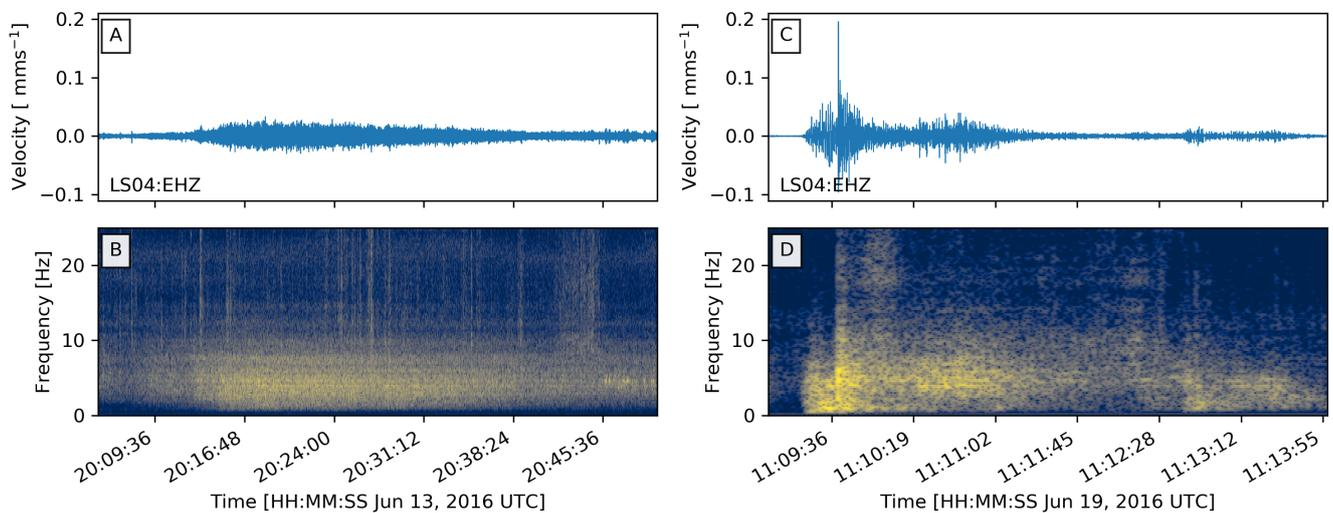 A
0.2
0.1
0.0
−0.1
Velocity [ mms⁻¹]
LS04:EHZ
C
0.2
0.1
0.0
−0.1
Velocity [ mms⁻¹]
LS04:EHZ
B
20
10
0
Frequency [Hz]
20:09:36
20:16:48
20:24:00
20:31:12
20:38:24
20:45:36
Time [HH:MM:SS Jun 13, 2016 UTC]
D
20
10
0
Frequency [Hz]
11:09:36
11:10:19
11:11:02
11:11:45
11:12:28
11:13:12
11:13:55
Time [HH:MM:SS Jun 19, 2016 UTC]